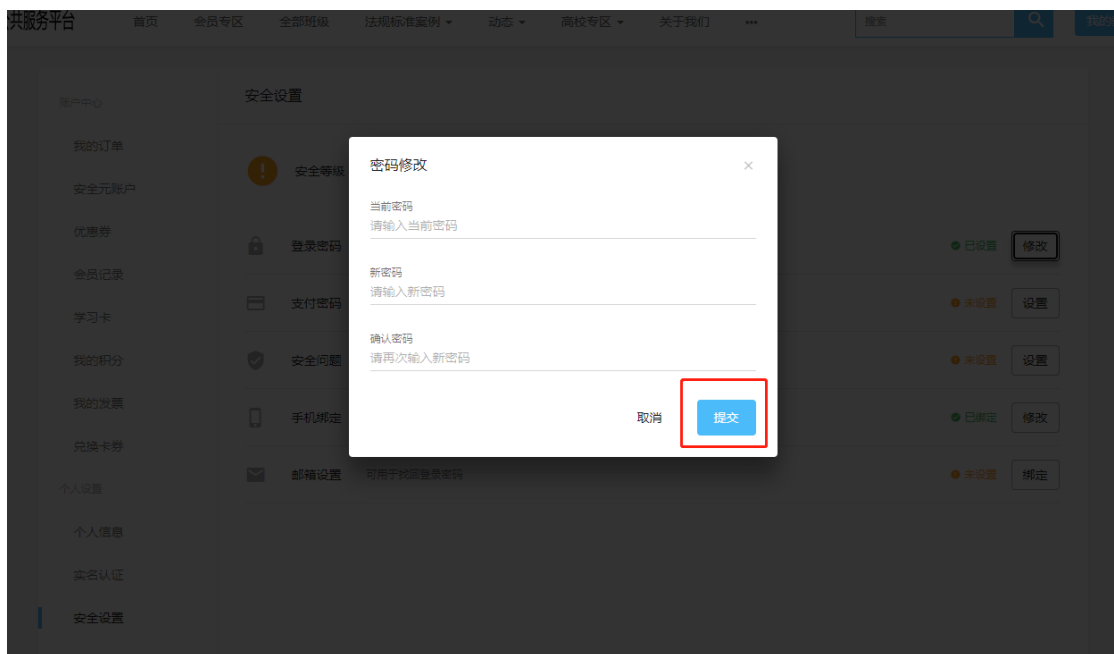 共服务平台 首页 会员专区 全部班级 法规标准案例 动态 高校专区 关于我们 ••• 搜索 我的
账户中心
我的订单
安全元账户
优惠券
会员记录
学习卡
我的积分
我的发票
兑换卡券
个人设置
个人信息
实名认证
安全设置
安全设置
安全等级
登录密码 已设置 修改
支付密码 未设置 设置
安全问题 未设置 设置
手机绑定 已绑定 修改
邮箱设置 可用于找回登录密码 未设置 绑定
密码修改 ×
当前密码
请输入当前密码
新密码
请输入新密码
确认密码
请再次输入新密码
取消 提交